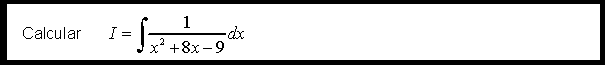 Calcular I = ∫ 1/(x² + 8x − 9) dx